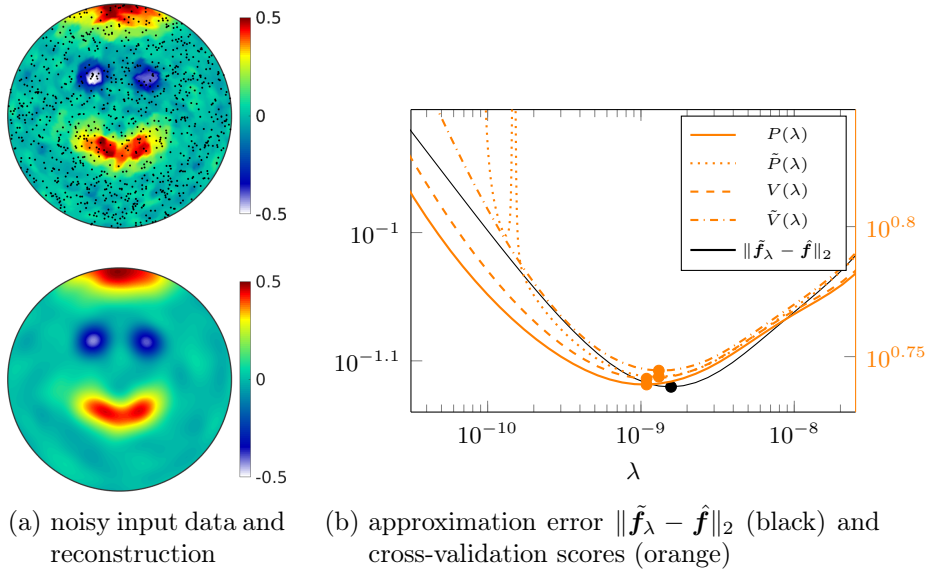 0.5
0
-0.5
0.5
0
-0.5
P(λ)
P̃(λ)
V(λ)
Ṽ(λ)
‖f̃_λ − f̂‖₂
10^−1
10^−1.1
10^0.8
10^0.75
10^−10
10^−9
10^−8
λ
(a) noisy input data and
reconstruction
(b) approximation error ‖f̃_λ − f̂‖₂ (black) and
cross-validation scores (orange)